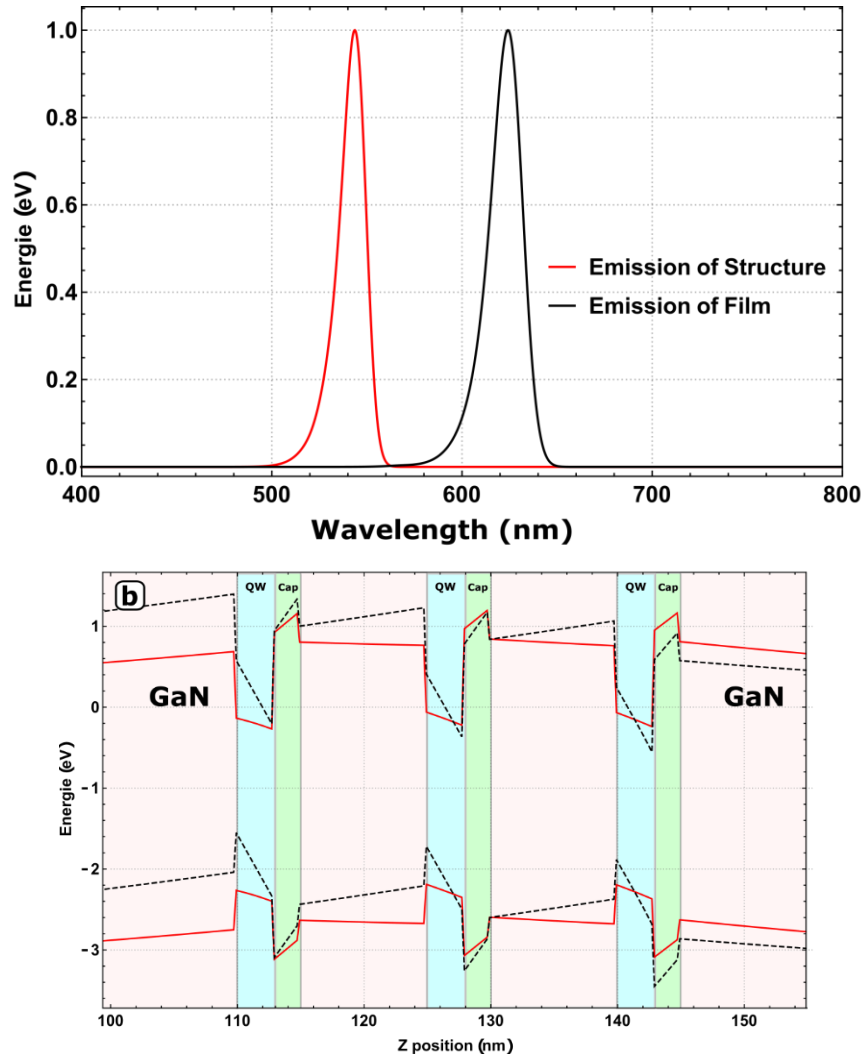 1.0
0.8
0.6
0.4
0.2
0.0
Energie (eV)
400
500
600
700
800
Wavelength (nm)
Emission of Structure
Emission of Film
b
QW
Cap
QW
Cap
QW
Cap
1
0
−1
−2
−3
Energie (eV)
GaN
GaN
100
110
120
130
140
150
Z position (nm)